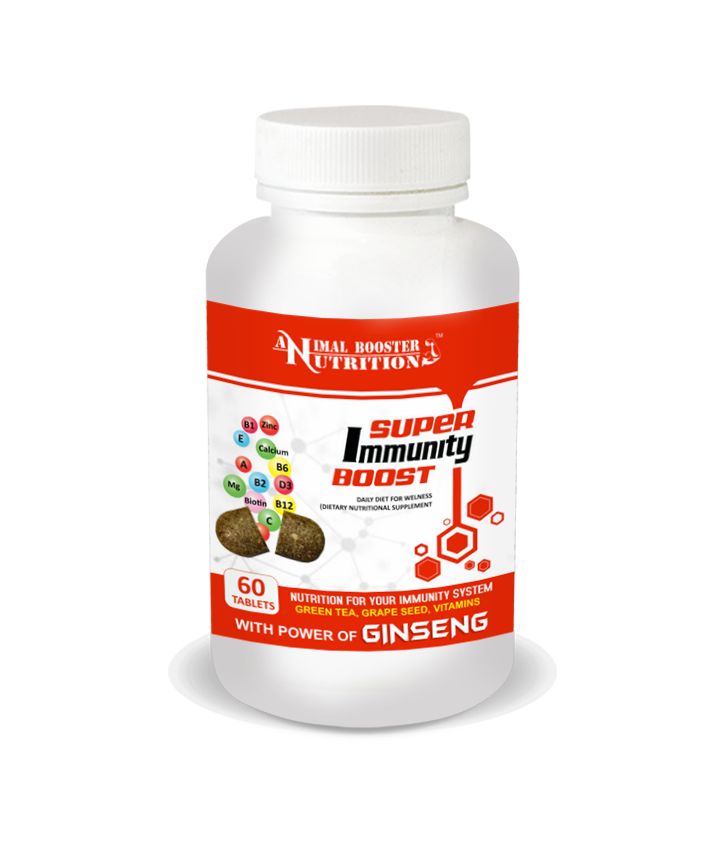 ANIMAL BOOSTER
NUTRITION
TM
SUPER
Immunity
BOOST
B1
Zinc
E
Calcium
A
B6
Mg
B2
D3
Biotin
B12
C
DAILY DIET FOR WELNESS
(DIETARY NUTRITIONAL SUPPLEMENT
60
TABLETS
NUTRITION FOR YOUR IMMUNITY SYSTEM
GREEN TEA, GRAPE SEED, VITAMINS
WITH POWER OF GINSENG